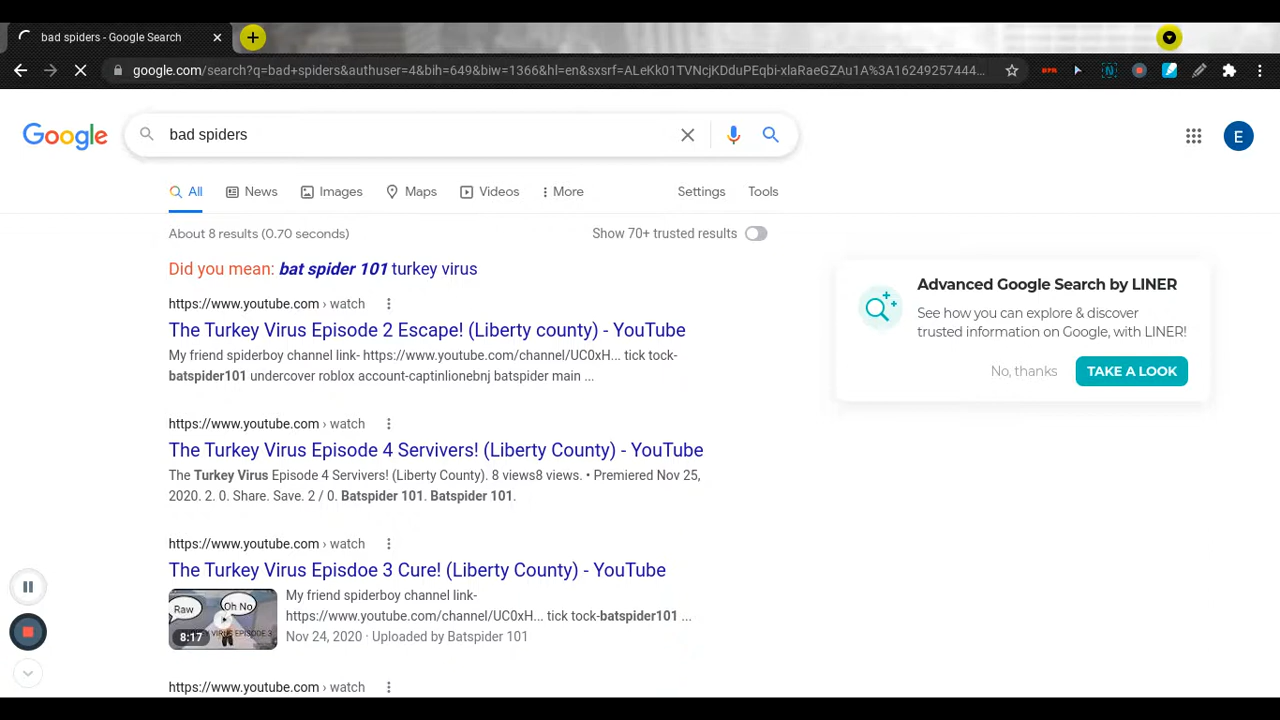 bad spiders - Google Search
google.com/search?q=bad+spiders&authuser=4&bih=649&biw=1366&hl=en&sxsrf=ALeKk01TVNcjKDduPEqbi-xlaRaeGZAu1A%3A16249257444...
Google
bad spiders
E
All News Images Maps Videos More Settings Tools
About 8 results (0.70 seconds)
Show 70+ trusted results
Did you mean: bat spider 101 turkey virus
https://www.youtube.com › watch
The Turkey Virus Episode 2 Escape! (Liberty county) - YouTube
My friend spiderboy channel link- https://www.youtube.com/channel/UC0xH... tick tock-
batspider101 undercover roblox account-captinlionebnj batspider main ...
https://www.youtube.com › watch
The Turkey Virus Episode 4 Servivers! (Liberty County) - YouTube
The Turkey Virus Episode 4 Servivers! (Liberty County). 8 views8 views. • Premiered Nov 25,
2020. 2. 0. Share. Save. 2 / 0. Batspider 101. Batspider 101.
https://www.youtube.com › watch
The Turkey Virus Episdoe 3 Cure! (Liberty County) - YouTube
Raw
Oh No
VIRUS EPISODE 3
8:17
My friend spiderboy channel link-
https://www.youtube.com/channel/UC0xH... tick tock-batspider101 ...
Nov 24, 2020 · Uploaded by Batspider 101
https://www.youtube.com › watch
Advanced Google Search by LINER
See how you can explore & discover
trusted information on Google, with LINER!
No, thanks
TAKE A LOOK